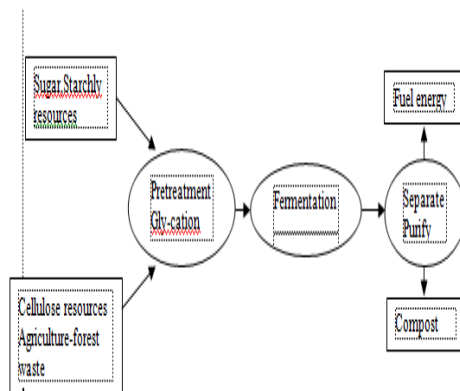 Sugar,Starchly
resources
Fuel energy
Pretreatment
Gly-cation
Fermentation
Separate
Purify
Cellulose resources
Agriculture-forest
waste
Compost